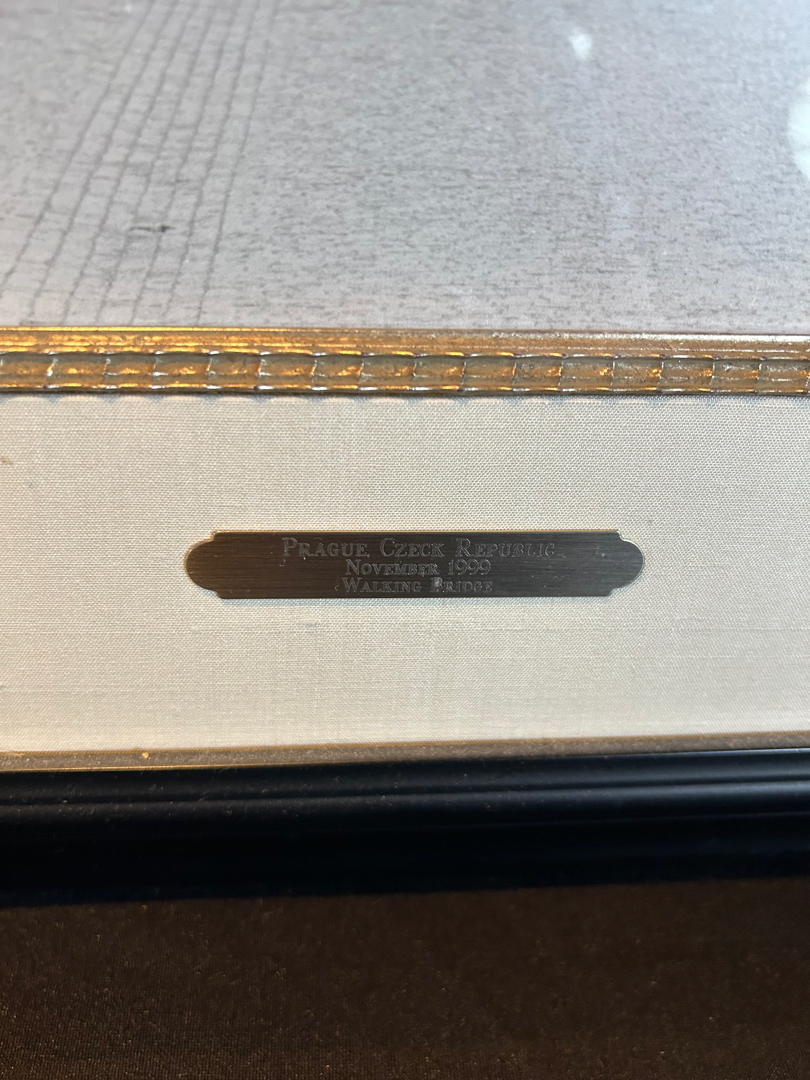 PRAGUE, CZECK REPUBLIC
NOVEMBER 1999
WALKING BRIDGE